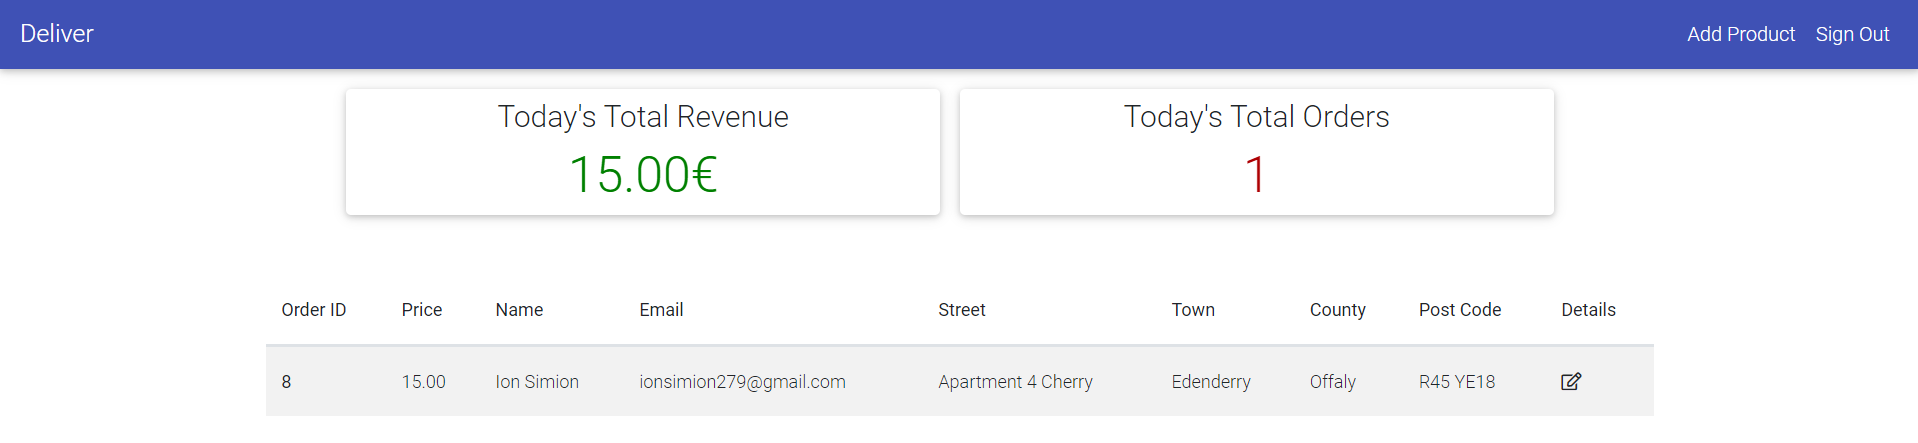 Deliver Add Product Sign Out
Today's Total Revenue
15.00€
Today's Total Orders
1
Order ID Price Name Email Street Town County Post Code Details
8 15.00 Ion Simion ionsimion279@gmail.com Apartment 4 Cherry Edenderry Offaly R45 YE18